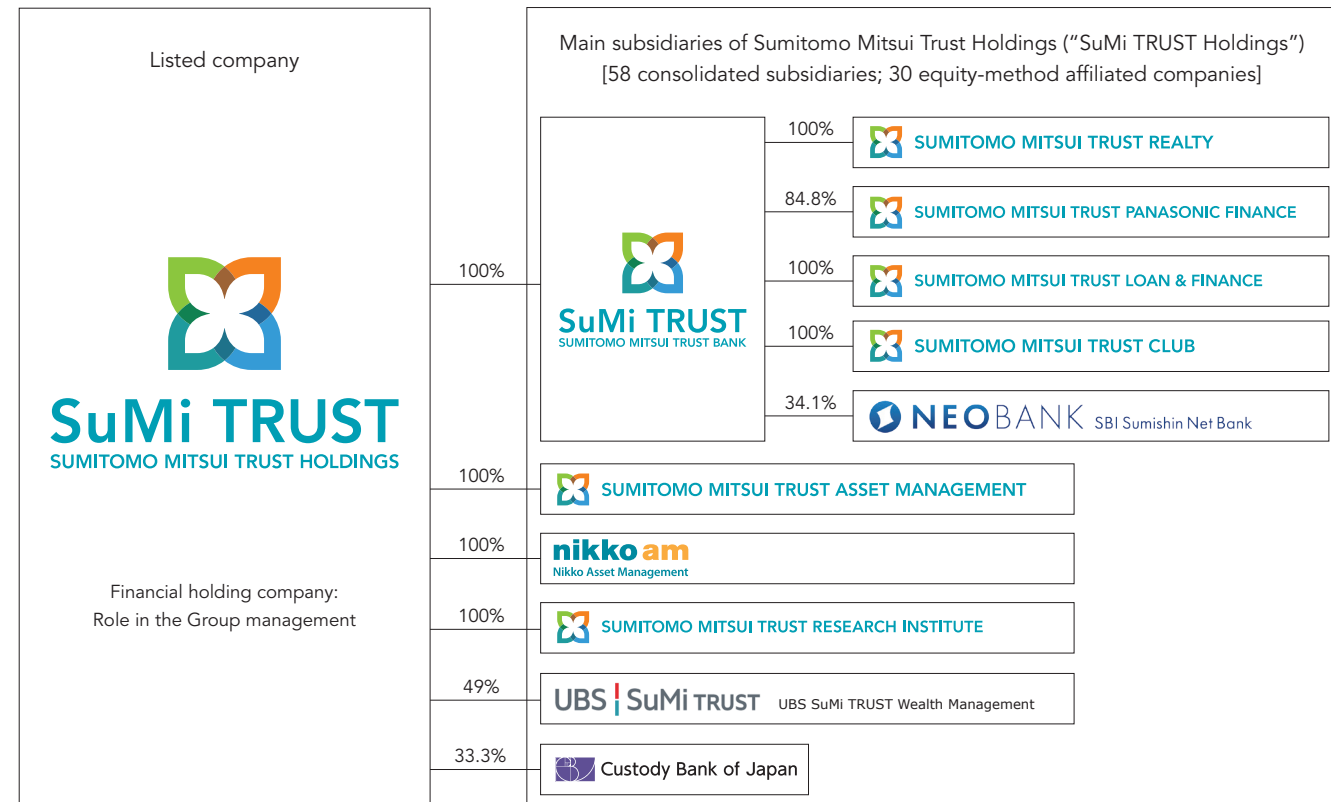 Listed company
SuMi TRUST
SUMITOMO MITSUI TRUST HOLDINGS
Financial holding company:
Role in the Group management
Main subsidiaries of Sumitomo Mitsui Trust Holdings (“SuMi TRUST Holdings”)
[58 consolidated subsidiaries; 30 equity-method affiliated companies]
100%
SuMi TRUST
SUMITOMO MITSUI TRUST BANK
100%
SUMITOMO MITSUI TRUST REALTY
84.8%
SUMITOMO MITSUI TRUST PANASONIC FINANCE
100%
SUMITOMO MITSUI TRUST LOAN & FINANCE
100%
SUMITOMO MITSUI TRUST CLUB
34.1%
NEOBANK SBI Sumishin Net Bank
100%
SUMITOMO MITSUI TRUST ASSET MANAGEMENT
100%
nikko am
Nikko Asset Management
100%
SUMITOMO MITSUI TRUST RESEARCH INSTITUTE
49%
UBS SuMi TRUST UBS SuMi TRUST Wealth Management
33.3%
Custody Bank of Japan